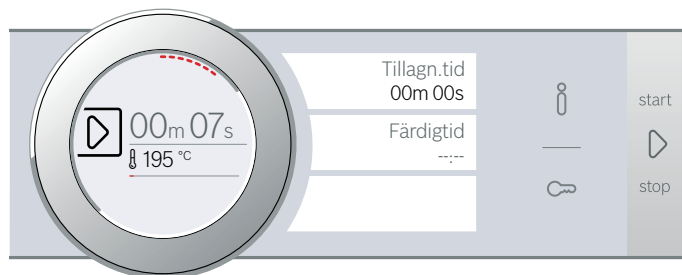 00m 07s
195 °C
Tillagn.tid
00m 00s
Färdigtid
--:--
start
stop